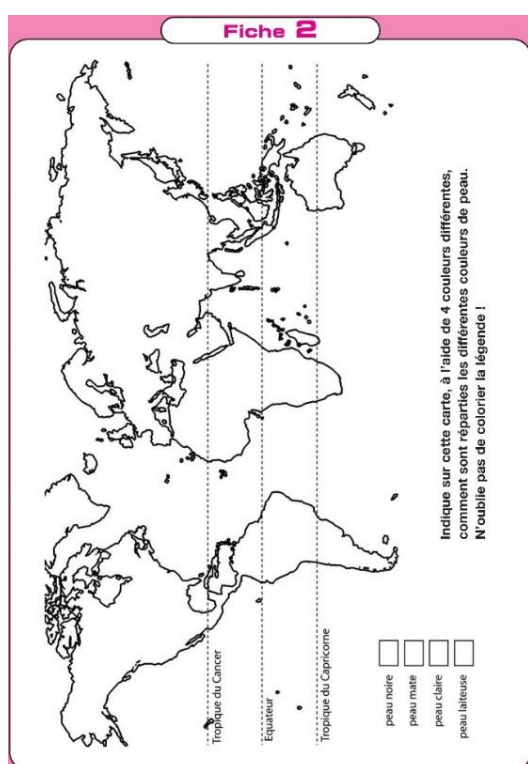 Fiche 2
Tropique du Cancer
Equateur
Tropique du Capricorne
peau noire
peau mate
peau claire
peau laiteuse
Indique sur cette carte, à l'aide de 4 couleurs différentes,
comment sont réparties les différentes couleurs de peau.
N'oublie pas de colorier la légende !